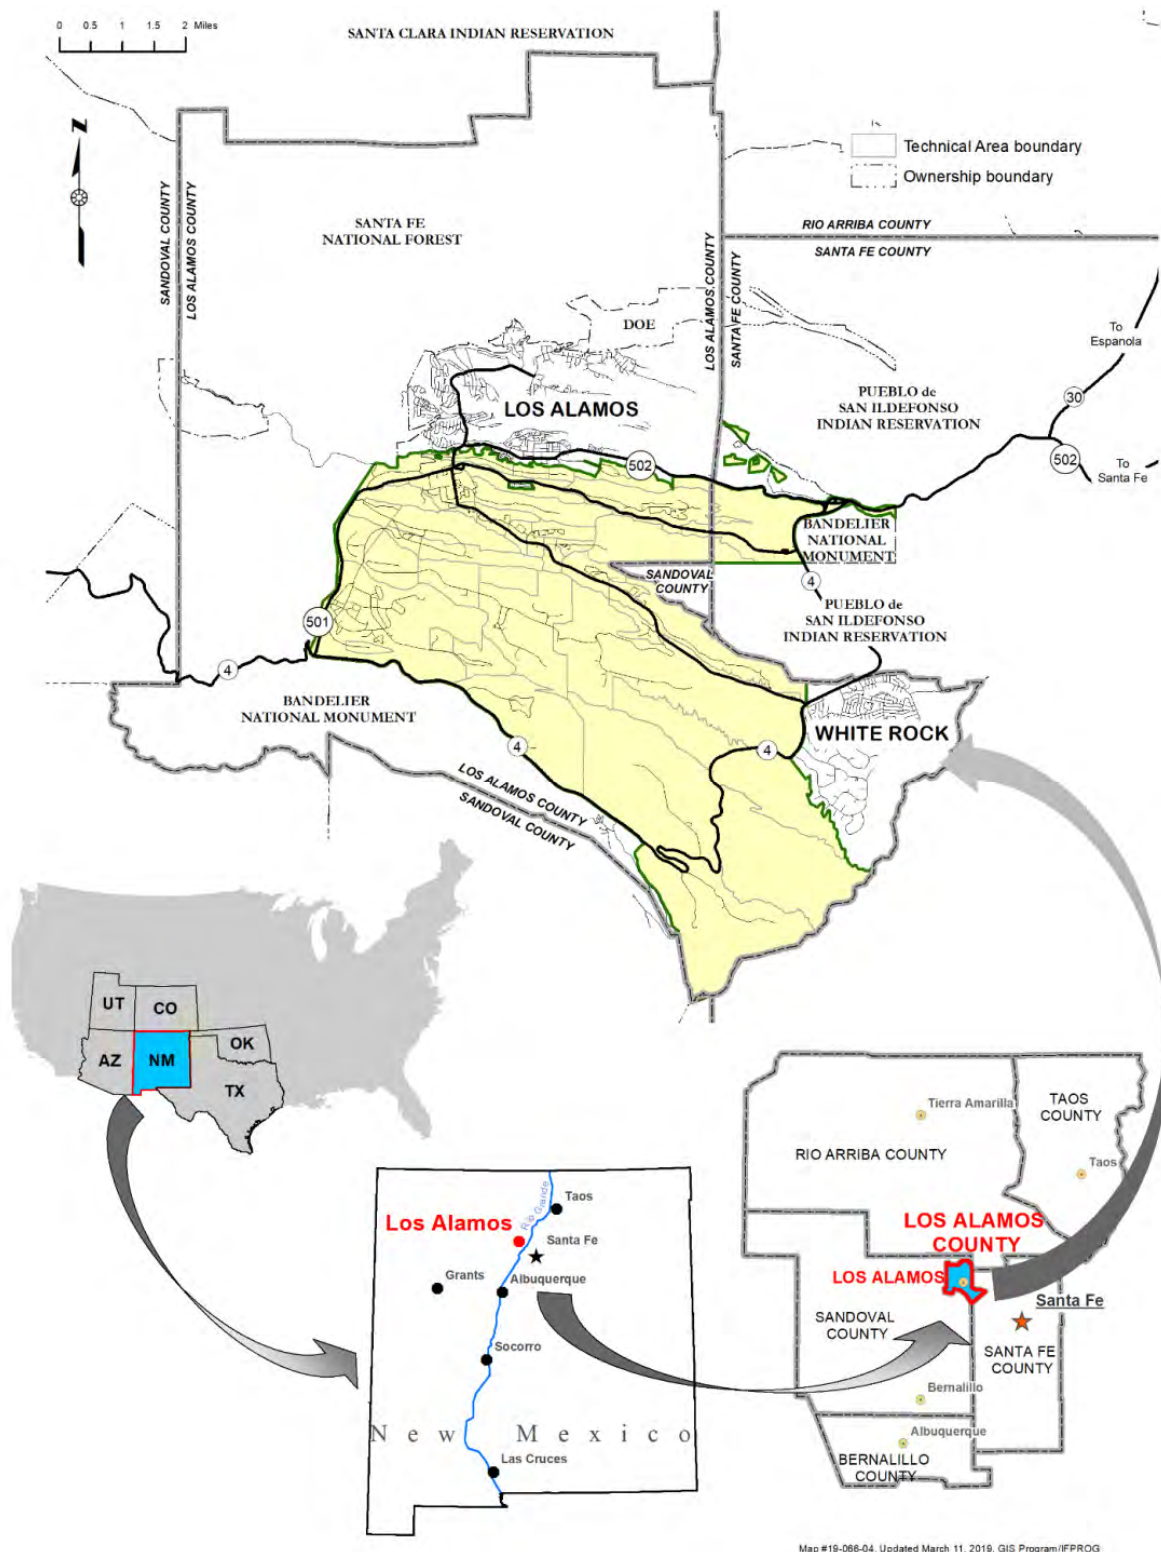 0 0.5 1 1.5 2 Miles
SANTA CLARA INDIAN RESERVATION
N
Technical Area boundary
Ownership boundary
SANDOVAL COUNTY
LOS ALAMOS COUNTY
SANTA FE
NATIONAL FOREST
LOS ALAMOS COUNTY
SANTA FE COUNTY
RIO ARRIBA COUNTY
SANTA FE COUNTY
DOE
To
Espanola
LOS ALAMOS
PUEBLO de
SAN ILDEFONSO
INDIAN RESERVATION
30
502
502
To
Santa Fe
BANDELIER
NATIONAL
MONUMENT
SANDOVAL
COUNTY
4
501
PUEBLO de
SAN ILDEFONSO
INDIAN RESERVATION
4
BANDELIER
NATIONAL MONUMENT
WHITE ROCK
4
4
LOS ALAMOS COUNTY
SANDOVAL COUNTY
UT
CO
AZ
NM
OK
TX
Tierra Amarilla
TAOS
COUNTY
RIO ARRIBA COUNTY
Taos
LOS ALAMOS
COUNTY
LOS ALAMOS
Santa Fe
SANDOVAL
COUNTY
SANTA FE
COUNTY
Bernalillo
Albuquerque
BERNALILLO
COUNTY
Rio Grande
Taos
Los Alamos
Santa Fe
Grants
Albuquerque
Socorro
New Mexico
Las Cruces
Map #19-066-04, Updated March 11, 2019, GIS Program/IFPROG